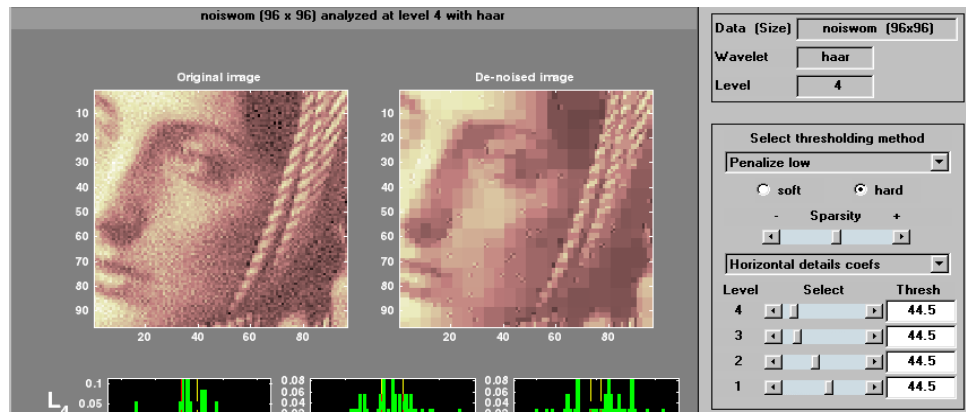 noiswom (96 x 96) analyzed at level 4 with haar
Original image
De-noised image
10
20
30
40
50
60
70
80
90
20 40 60 80
10
20
30
40
50
60
70
80
90
20 40 60 80
0.1
0.05
L4
0.08
0.06
0.04
0.02
0.08
0.06
0.04
0.02
Data (Size) noiswom (96x96)
Wavelet haar
Level 4
Select thresholding method
Penalize low
soft hard
- Sparsity +
Horizontal details coefs
Level Select Thresh
4 44.5
3 44.5
2 44.5
1 44.5